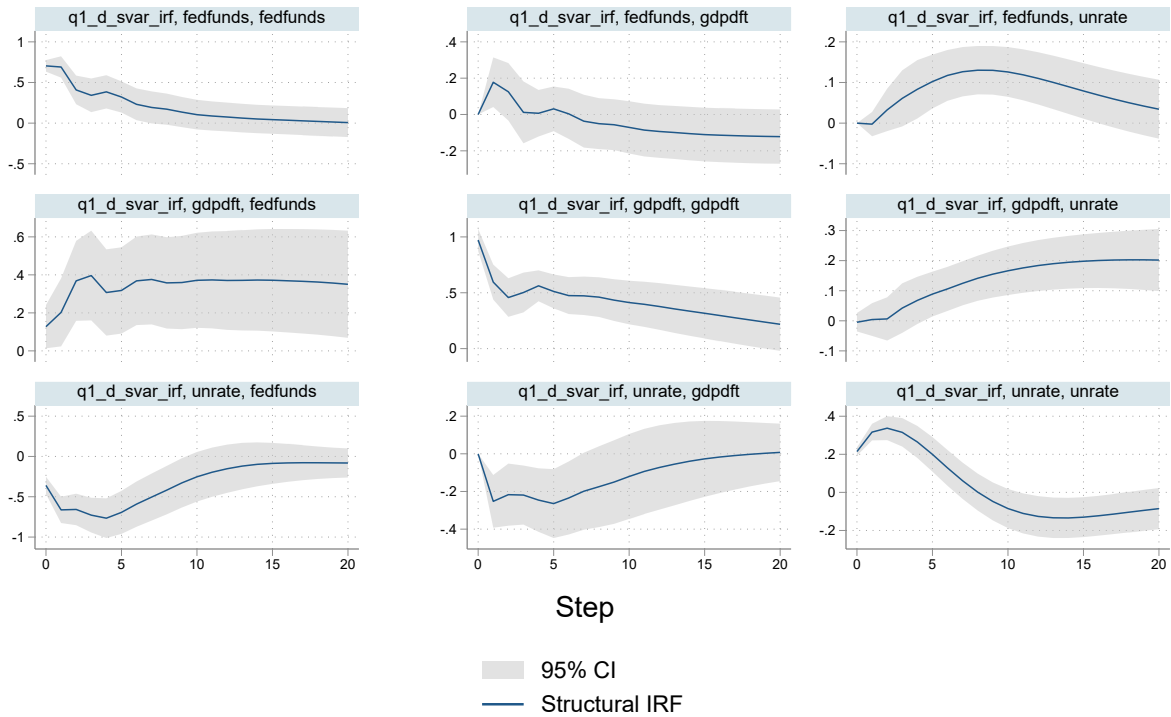 q1_d_svar_irf, fedfunds, fedfunds
1
.5
0
-.5
q1_d_svar_irf, fedfunds, gdpdft
.4
.2
0
-.2
q1_d_svar_irf, fedfunds, unrate
.2
.1
0
-.1
q1_d_svar_irf, gdpdft, fedfunds
.6
.4
.2
0
q1_d_svar_irf, gdpdft, gdpdft
1
.5
0
q1_d_svar_irf, gdpdft, unrate
.3
.2
.1
0
-.1
q1_d_svar_irf, unrate, fedfunds
.5
0
-.5
-1
0 5 10 15 20
q1_d_svar_irf, unrate, gdpdft
.2
0
-.2
-.4
0 5 10 15 20
q1_d_svar_irf, unrate, unrate
.4
.2
0
-.2
0 5 10 15 20
Step
95% CI
Structural IRF